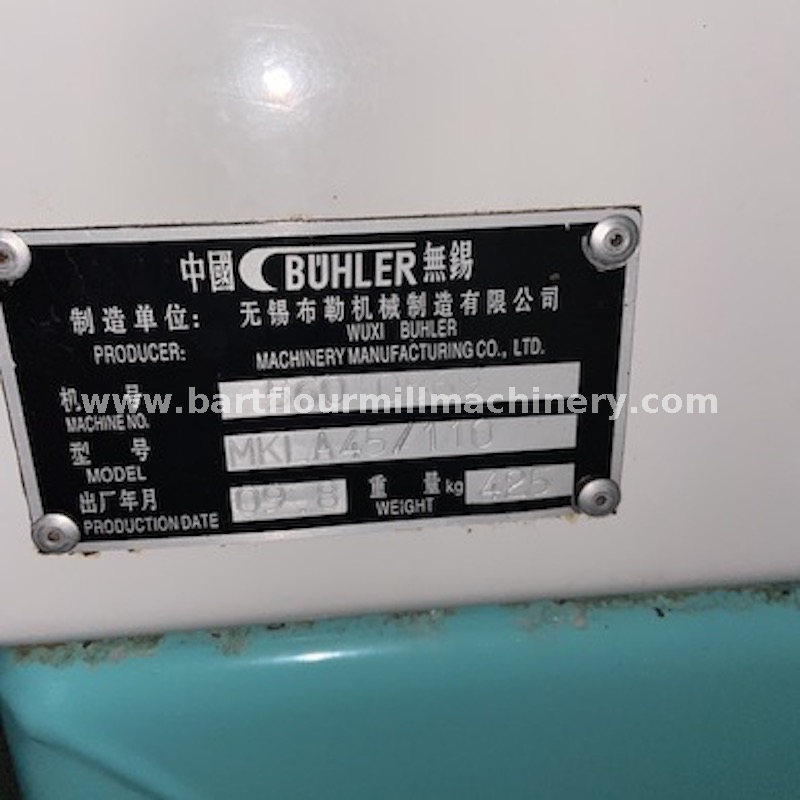 中國 BÜHLER 無錫
制造单位: 无锡布勒机械制造有限公司
PRODUCER: WUXI BUHLER
MACHINERY MANUFACTURING CO., LTD.
机 号
MACHINE NO.
www.bartflourmillmachinery.com
型 号 MKLA45/110
MODEL
出厂年月 09.8 重 量 kg 425
PRODUCTION DATE WEIGHT